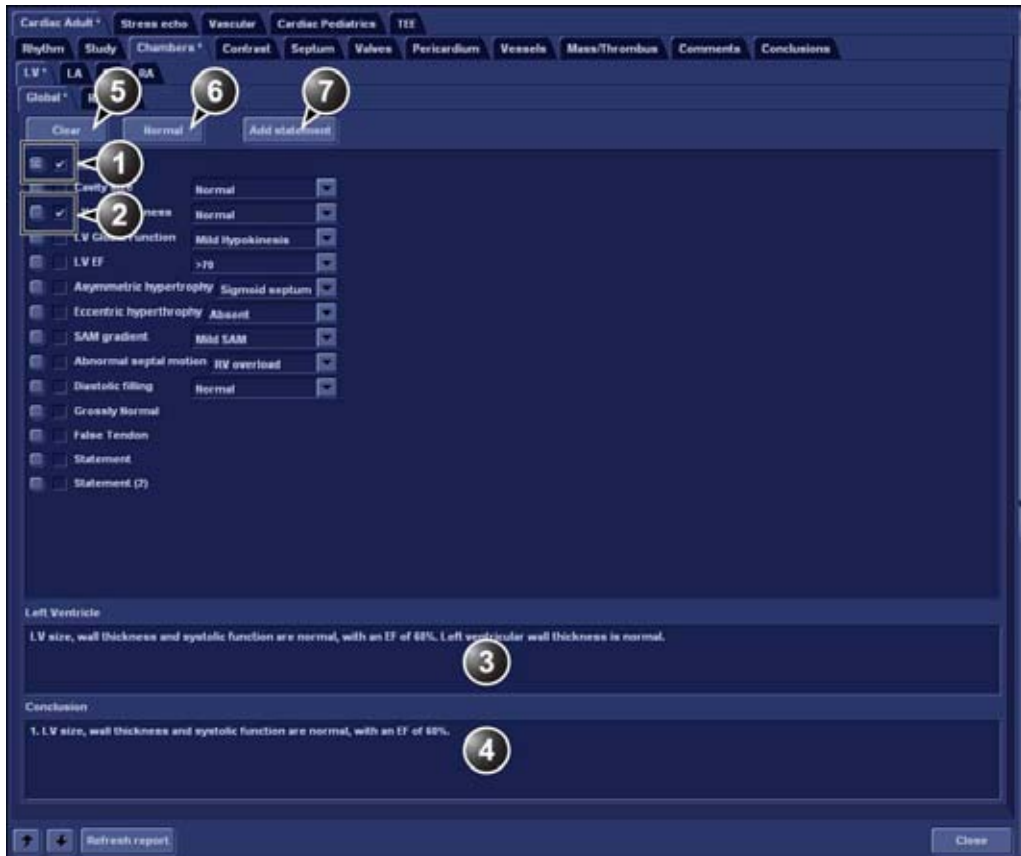 Cardiac Adult * Stress echo Vascular Cardiac Pediatrics TEE
Rhythm Study Chambers * Contrast Septum Valves Pericardium Vessels Mass/Thrombus Comments Conclusions
LV * LA RA
Global *
5 6 7
Clear Normal Add statement
1
Cavity size Normal
2 Normal
LV Global Function Mild Hypokinesis
LV EF >70
Asymmetric hypertrophy Sigmoid septum
Eccentric hyperthrophy Absent
SAM gradient Mild SAM
Abnormal septal motion RV overload
Diastolic filling Normal
Grossly Normal
False Tendon
Statement
Statement (2)
Left Ventricle
LV size, wall thickness and systolic function are normal, with an EF of 60%. Left ventricular wall thickness is normal.
3
Conclusion
1. LV size, wall thickness and systolic function are normal, with an EF of 60%.
4
Refresh report Close